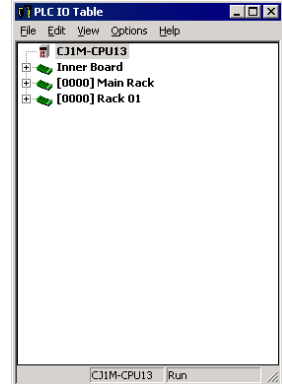 PLC IO Table
File Edit View Options Help
CJ1M-CPU13
Inner Board
[0000] Main Rack
[0000] Rack 01
CJ1M-CPU13 Run